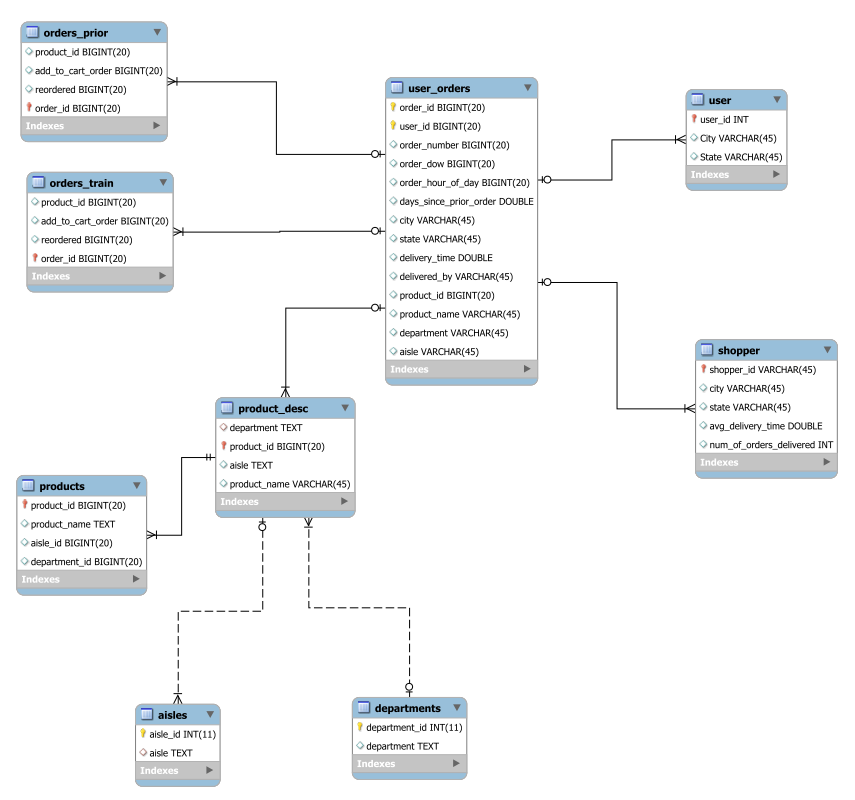 orders_prior
product_id BIGINT(20)
add_to_cart_order BIGINT(20)
reordered BIGINT(20)
order_id BIGINT(20)
Indexes
orders_train
product_id BIGINT(20)
add_to_cart_order BIGINT(20)
reordered BIGINT(20)
order_id BIGINT(20)
Indexes
user_orders
order_id BIGINT(20)
user_id BIGINT(20)
order_number BIGINT(20)
order_dow BIGINT(20)
order_hour_of_day BIGINT(20)
days_since_prior_order DOUBLE
city VARCHAR(45)
state VARCHAR(45)
delivery_time DOUBLE
delivered_by VARCHAR(45)
product_id BIGINT(20)
product_name VARCHAR(45)
department VARCHAR(45)
aisle VARCHAR(45)
Indexes
user
user_id INT
City VARCHAR(45)
State VARCHAR(45)
Indexes
shopper
shopper_id VARCHAR(45)
city VARCHAR(45)
state VARCHAR(45)
avg_delivery_time DOUBLE
num_of_orders_delivered INT
Indexes
product_desc
department TEXT
product_id BIGINT(20)
aisle TEXT
product_name VARCHAR(45)
Indexes
products
product_id BIGINT(20)
product_name TEXT
aisle_id BIGINT(20)
department_id BIGINT(20)
Indexes
aisles
aisle_id INT(11)
aisle TEXT
Indexes
departments
department_id INT(11)
department TEXT
Indexes